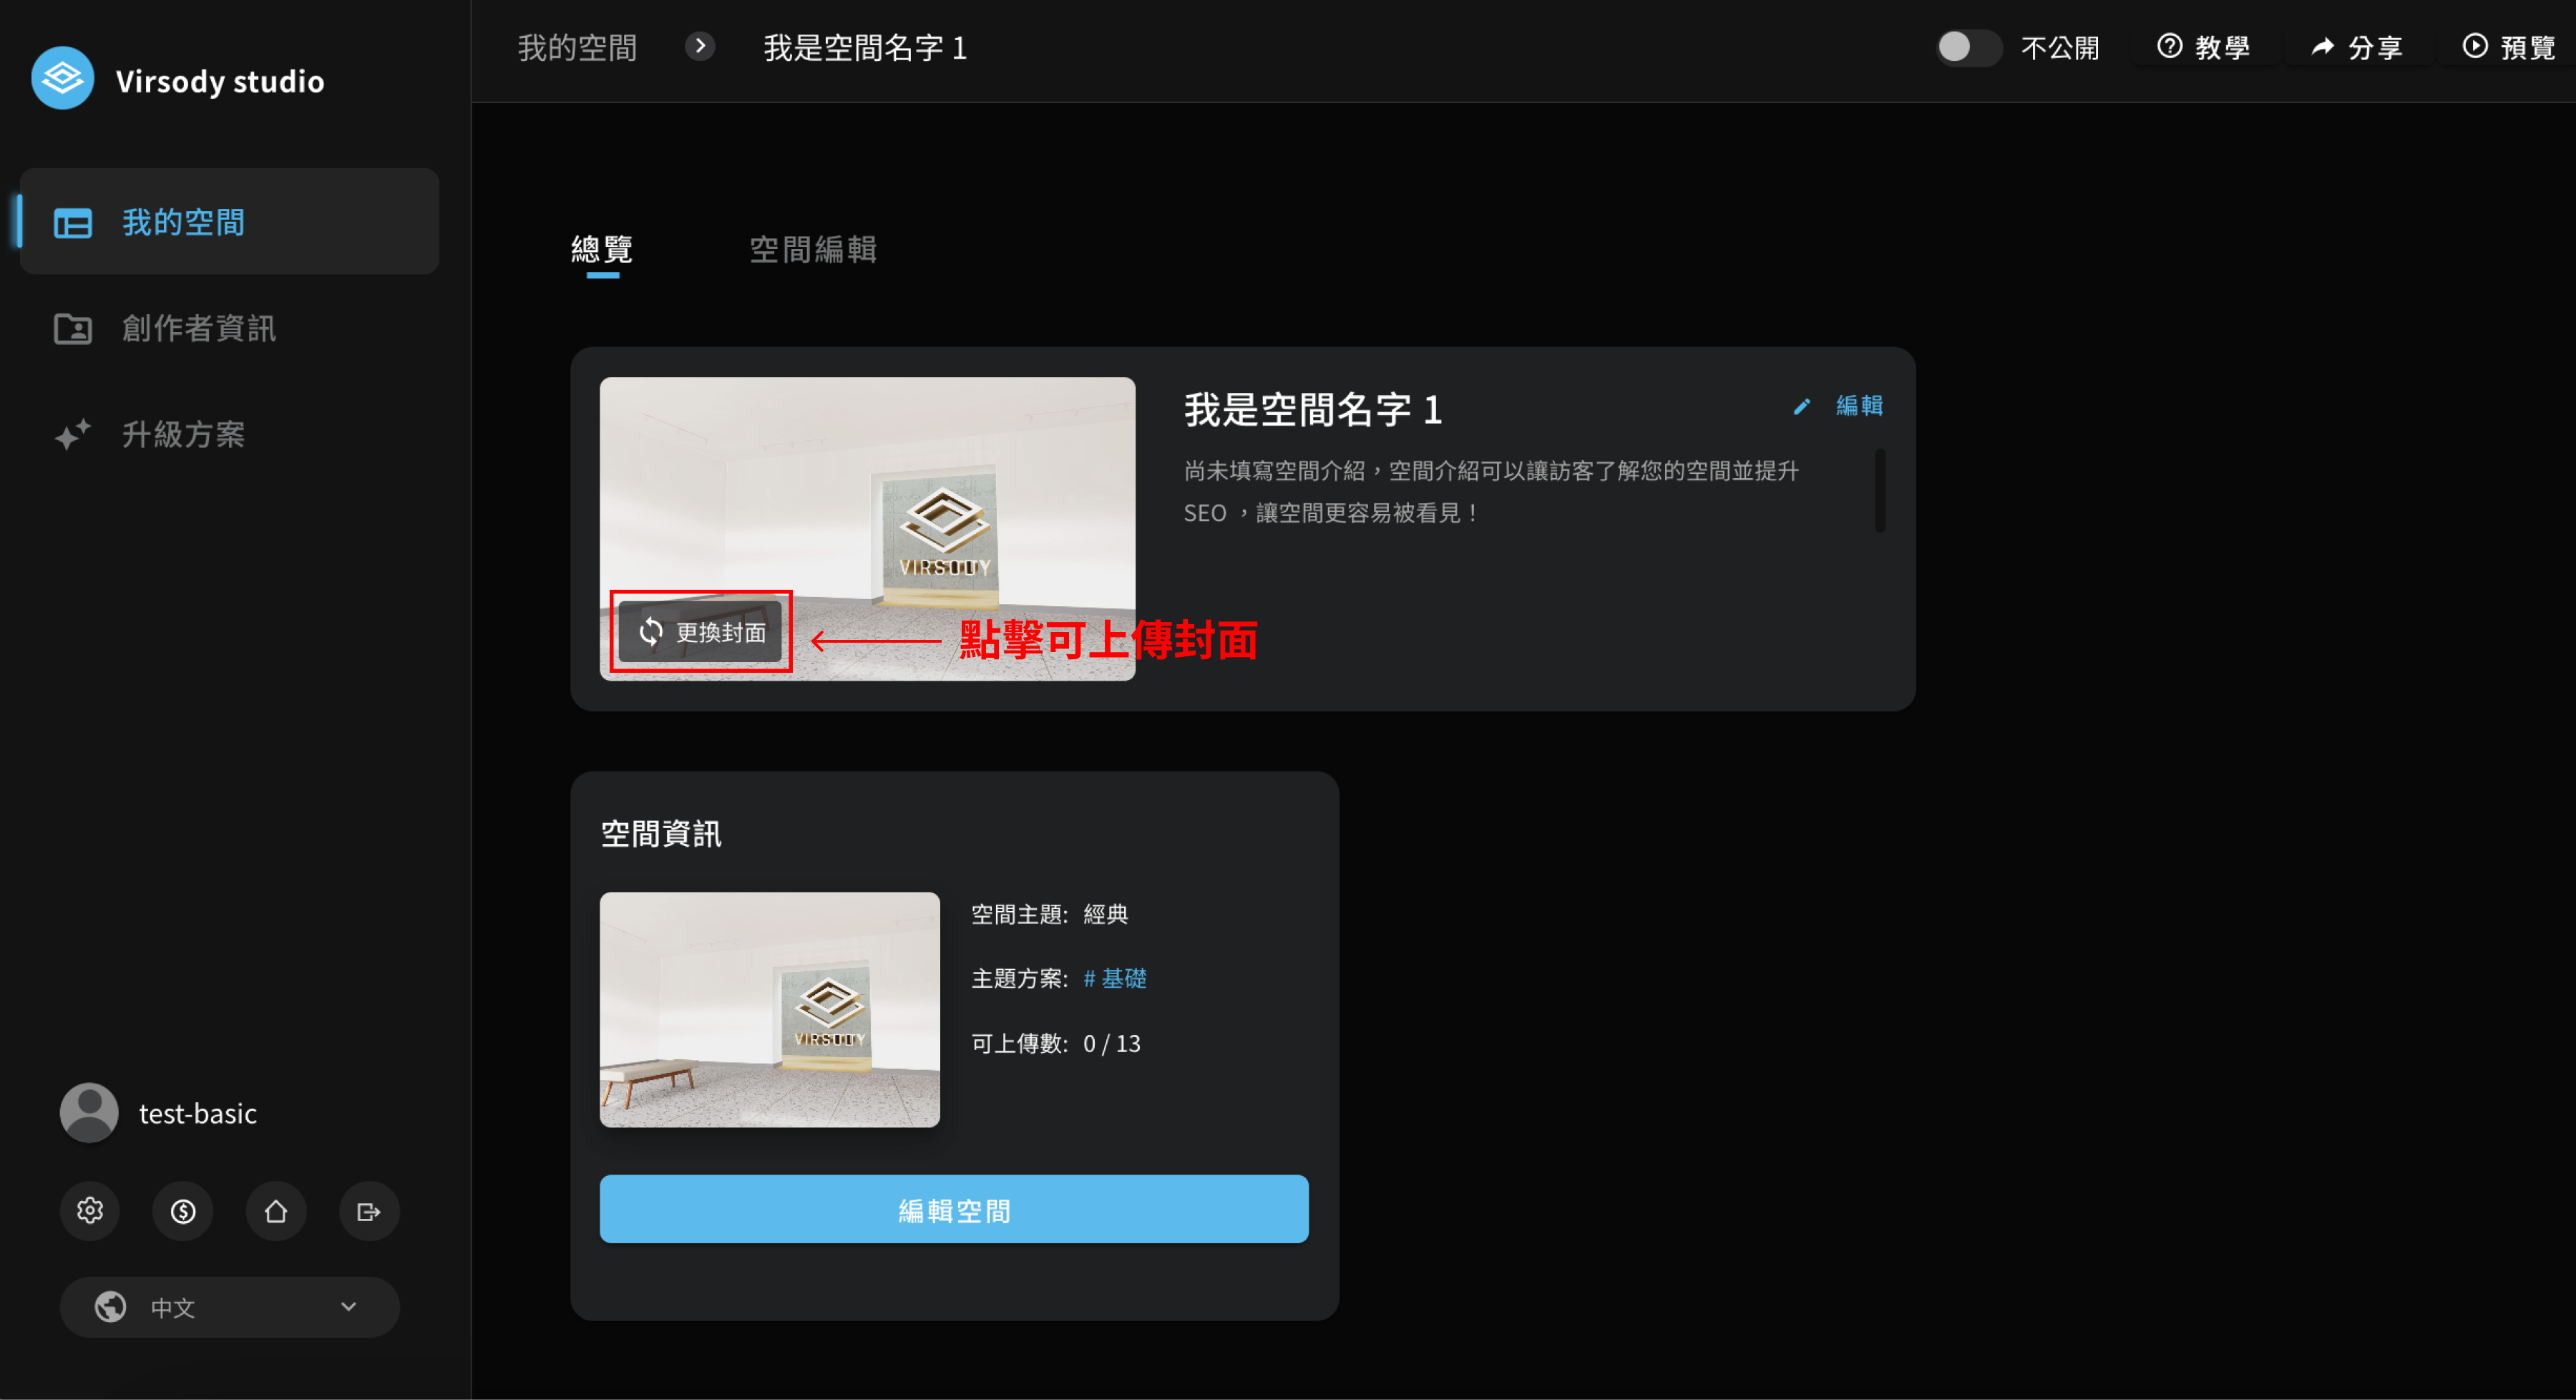 Virsody studio
我的空間
創作者資訊
升級方案
test-basic
中文
我的空間
我是空間名字 1
不公開
教學
分享
預覽
總覽
空間編輯
VIRSODY
更換封面
點擊可上傳封面
我是空間名字 1
編輯
尚未填寫空間介紹，空間介紹可以讓訪客了解您的空間並提升
SEO ，讓空間更容易被看見！
空間資訊
VIRSODY
空間主題: 經典
主題方案: # 基礎
可上傳數: 0 / 13
編輯空間